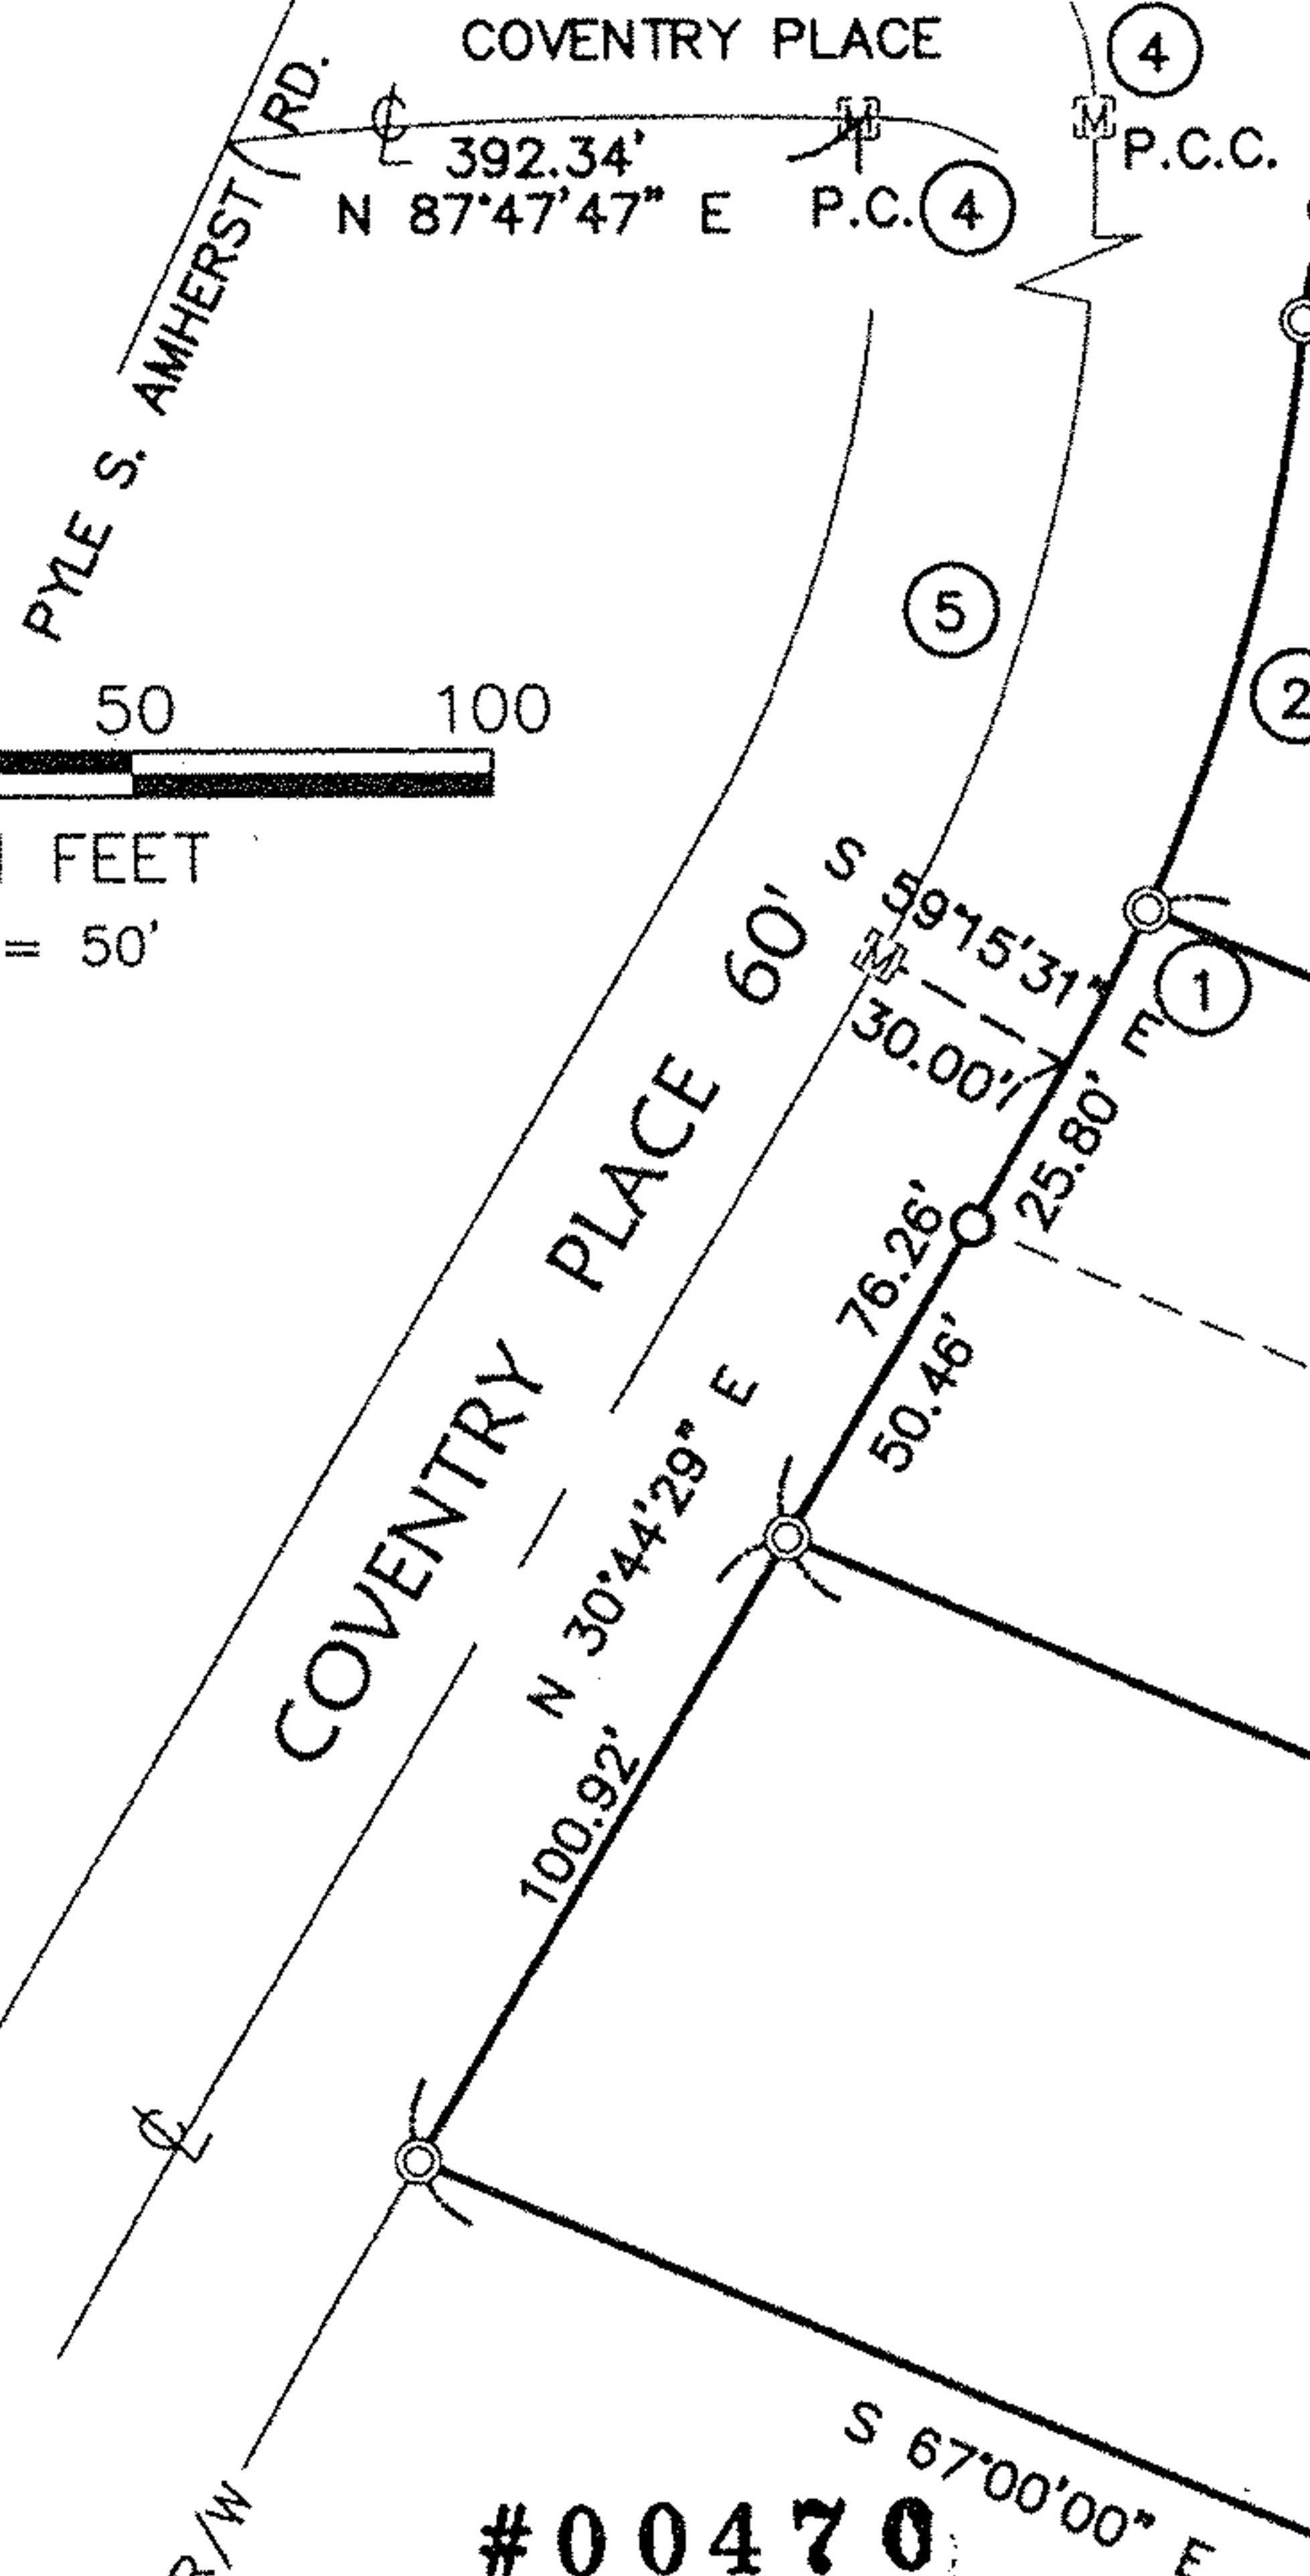 COVENTRY PLACE
4
RD.
℄
M
M
392.34'
P.C.C.
N 87°47'47" E
P.C.
4
AMHERST
PYLE S.
5
50 100
2
FEET
= 50'
S 59°15'31" E
M
60'
1
30.00'
25.80'
COVENTRY PLACE
76.26'
50.46'
N 30°44'29" E
100.92'
℄
S 67°00'00" E
R/W
#00470